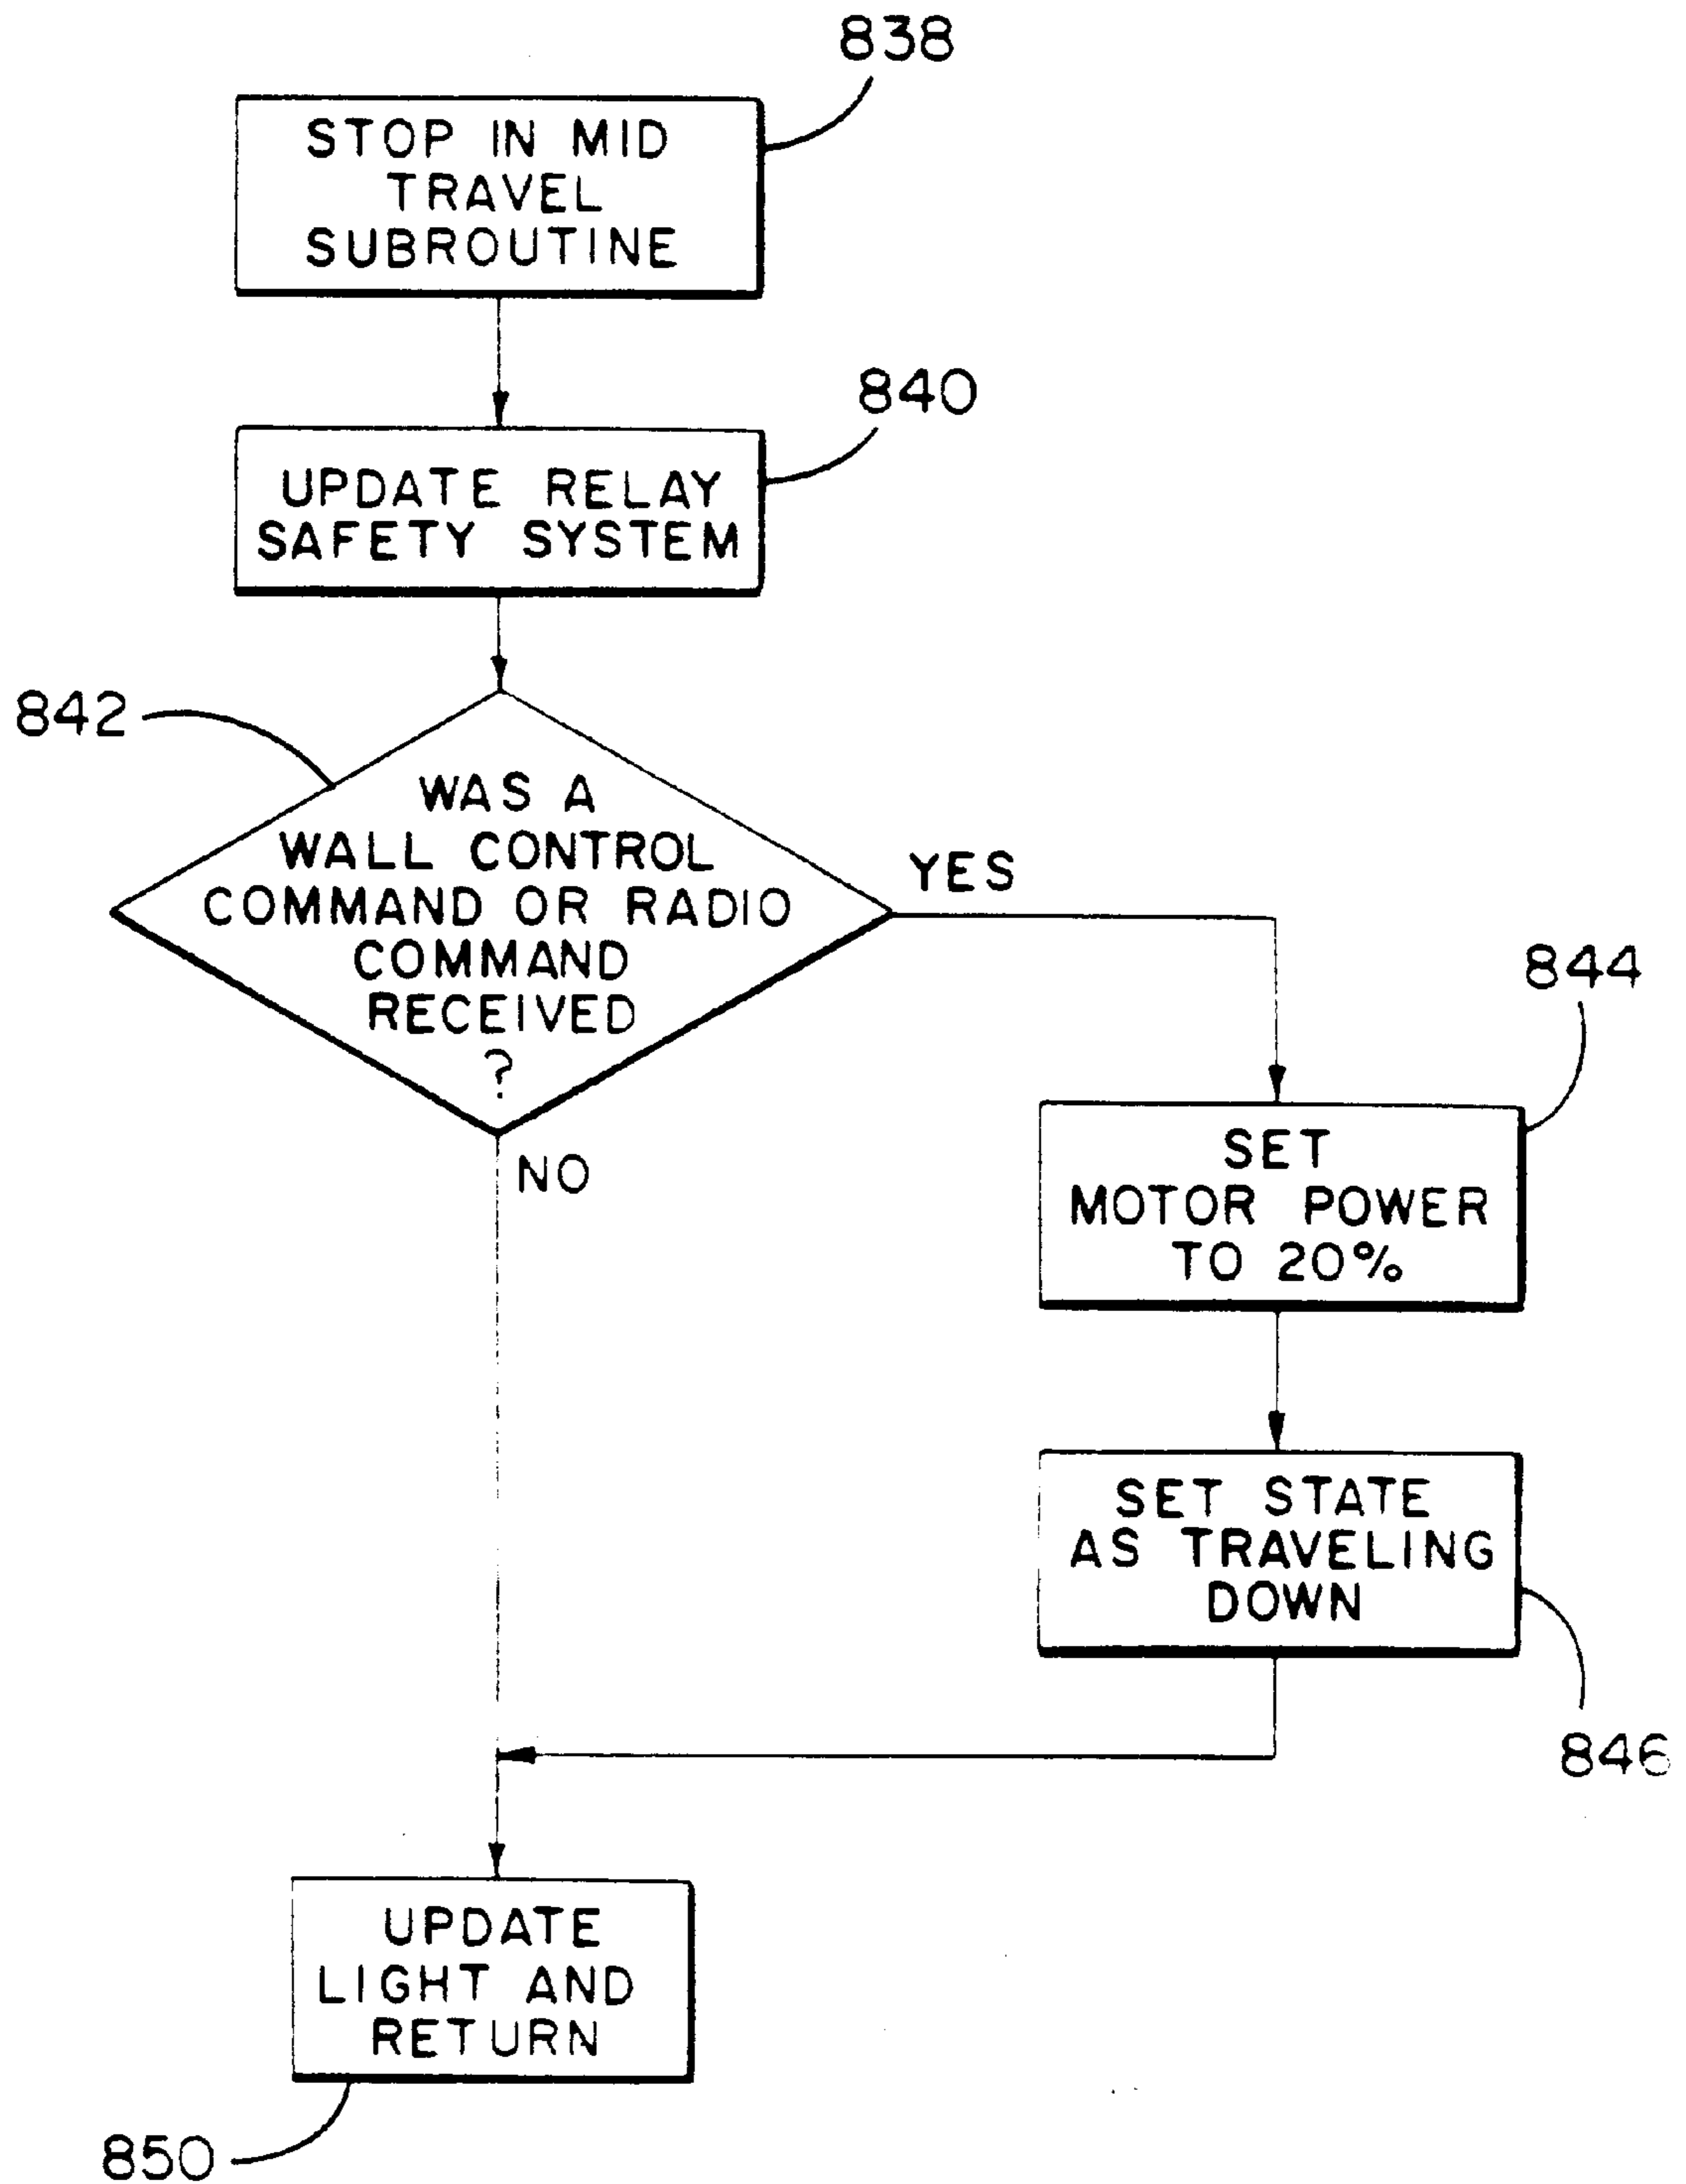 838
STOP IN MID
TRAVEL
SUBROUTINE
840
UPDATE RELAY
SAFETY SYSTEM
842
WAS A
WALL CONTROL
COMMAND OR RADIO
COMMAND
RECEIVED
?
YES
NO
844
SET
MOTOR POWER
TO 20%
SET STATE
AS TRAVELING
DOWN
846
UPDATE
LIGHT AND
RETURN
850